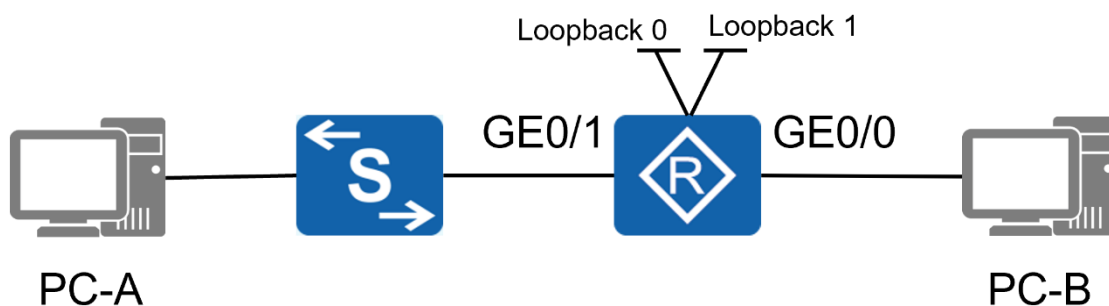 Loopback 0
Loopback 1
GE0/1
GE0/0
S
R
PC-A
PC-B